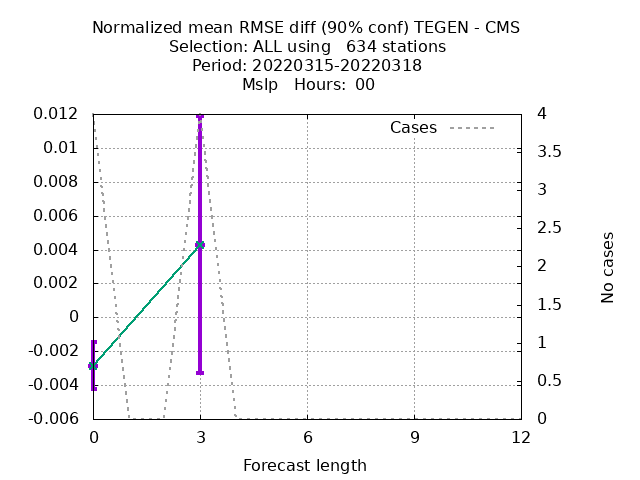 Normalized mean RMSE diff (90% conf) TEGEN - CMS
Selection: ALL using   634 stations
Period: 20220315-20220318
Mslp   Hours: 00
Cases
0.012
0.01
0.008
0.006
0.004
0.002
0
-0.002
-0.004
-0.006
4
3.5
3
2.5
2
1.5
1
0.5
0
No cases
0 3 6 9 12
Forecast length